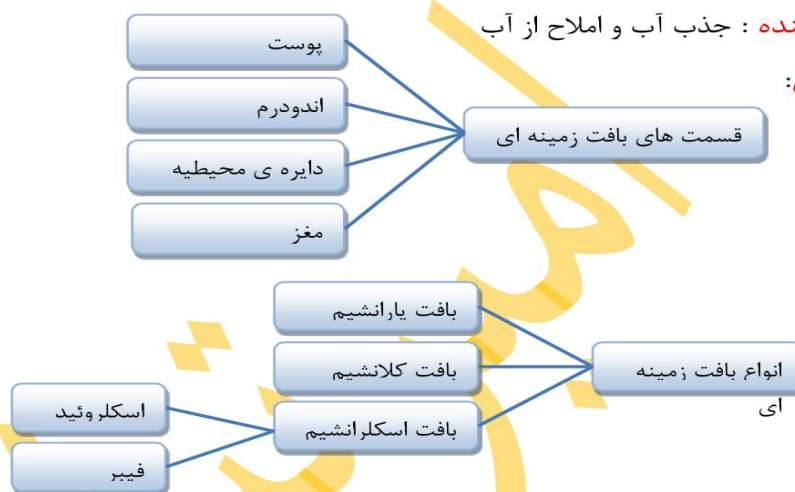 نده : جذب آب و املاح از آب
:
قسمت های بافت زمینه ای
پوست
اندودرم
دایره ی محیطیه
مغز
انواع بافت زمینه
ای
بافت پارانشیم
بافت کلانشیم
بافت اسکلرانشیم
اسکلروئید
فیبر